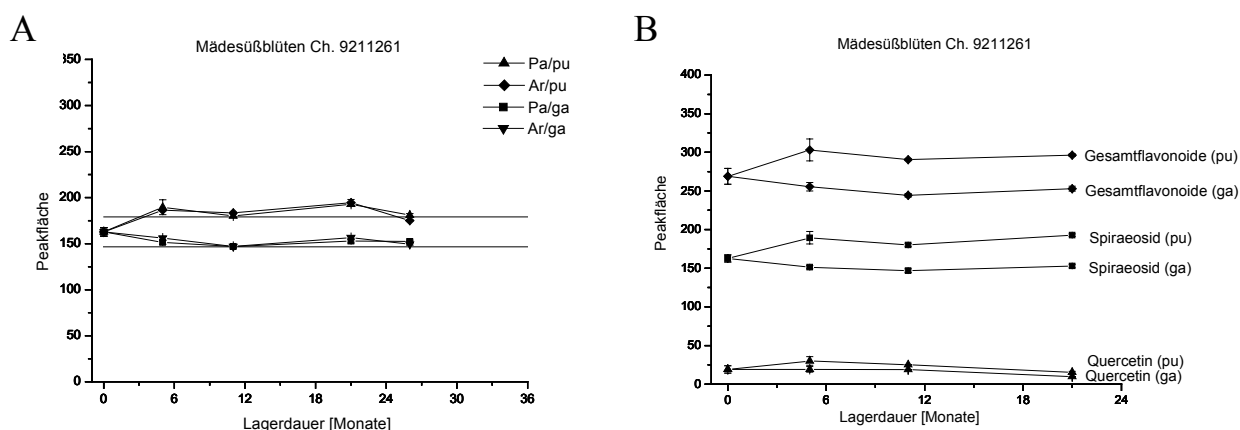 A
Mädesüßblüten Ch. 9211261
350
300
250
200
150
100
50
0
Peakfläche
0 6 12 18 24 30 36
Lagerdauer [Monate]
Pa/pu
Ar/pu
Pa/ga
Ar/ga
B
Mädesüßblüten Ch. 9211261
400
350
300
250
200
150
100
50
0
Peakfläche
0 6 12 18 24
Lagerdauer [Monate]
Gesamtflavonoide (pu)
Gesamtflavonoide (ga)
Spiraeosid (pu)
Spiraeosid (ga)
Quercetin (pu)
Quercetin (ga)